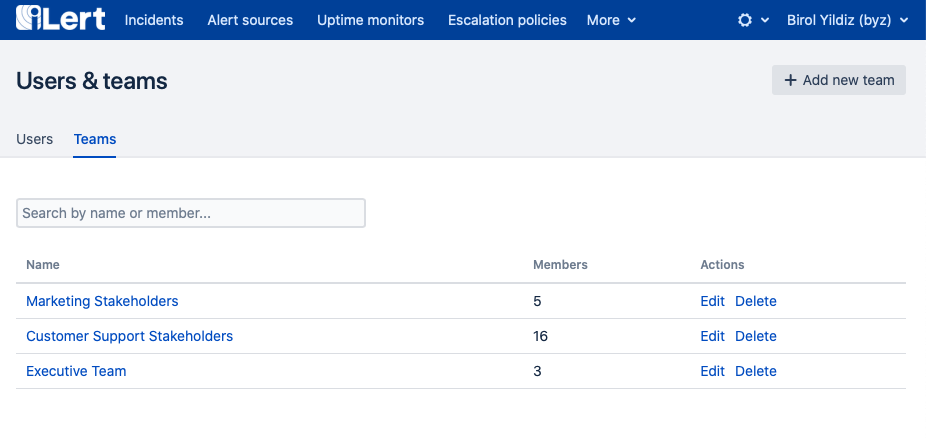 iLert Incidents Alert sources Uptime monitors Escalation policies More Birol Yildiz (byz)
Users & teams
+ Add new team
Users Teams
Search by name or member...
Name Members Actions
Marketing Stakeholders 5 Edit Delete
Customer Support Stakeholders 16 Edit Delete
Executive Team 3 Edit Delete